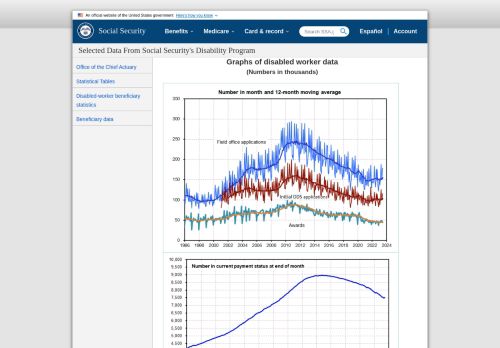 An official website of the United States government Here's how you know
Social Security
Benefits
Medicare
Card & record
Search SSA.g
Español
Account
Selected Data From Social Security's Disability Program
Office of the Chief Actuary
Statistical Tables
Disabled-worker beneficiary
statistics
Beneficiary data
Graphs of disabled worker data
(Numbers in thousands)
Number in month and 12-month moving average
300
250
Field office applications
200
150
100
Initial DDS applications
50
Awards
0
1986 1998 2000 2002 2004 2006 2008 2010 2012 2014 2016 2018 2020 2022 2024
10,000
Number in current payment status at end of month
9,500
9,000
8,500
8,000
7,500
7,000
6,500
6,000
5,500
5,000
4,500